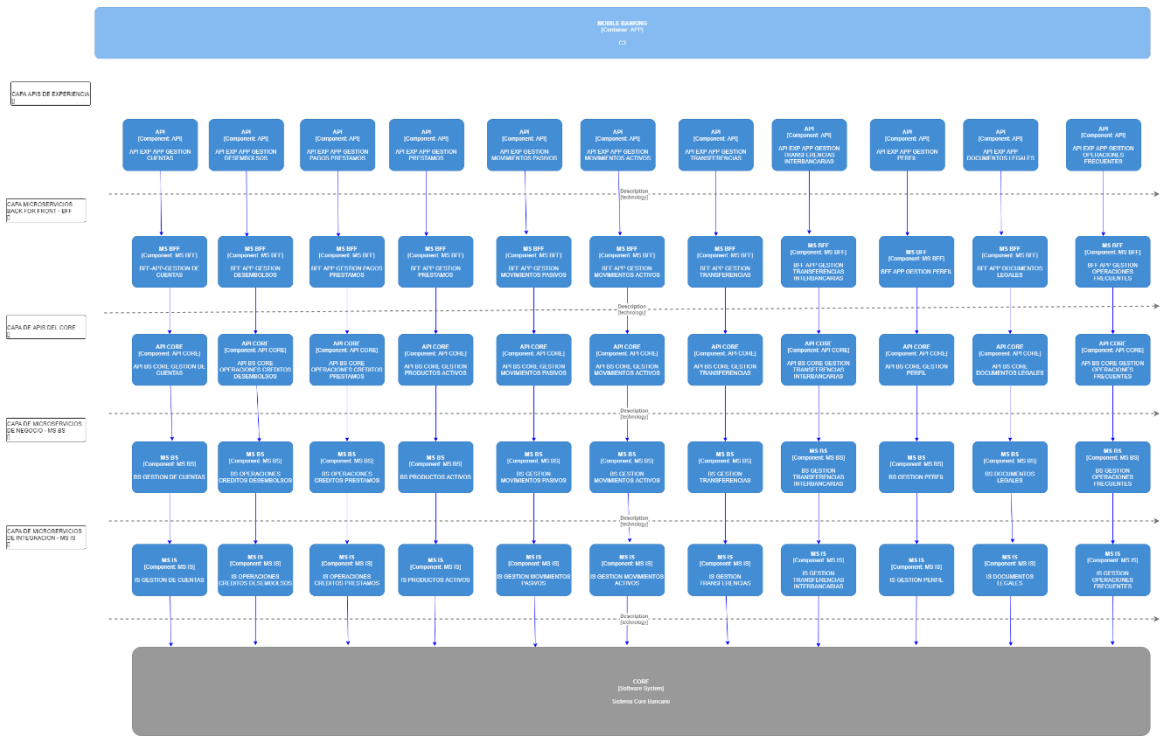 MOBILE BANKING
[Container: APP]
C3
CAPA APIS DE EXPERIENCIA
API
[Component: API]
API EXP APP GESTION
CUENTAS
API
[Component: API]
API EXP APP GESTION
DESEMBOLSOS
API
[Component: API]
API EXP APP GESTION
PAGOS PRESTAMOS
API
[Component: API]
API EXP APP GESTION
PRESTAMOS
API
[Component: API]
API EXP GESTION
MOVIMIENTOS PASIVOS
API
[Component: API]
API EXP APP GESTION
MOVIMIENTOS ACTIVOS
API
[Component: API]
API EXP APP GESTION
TRANSFERENCIAS
API
[Component: API]
API EXP APP GESTION
TRANSFERENCIAS
INTERBANCARIAS
API
[Component: API]
API EXP APP GESTION
PERFIL
API
[Component: API]
API EXP APP
DOCUMENTOS LEGALES
API
[Component: API]
API EXP APP GESTION
OPERACIONES
FRECUENTES
Description
[technology]
CAPA MICROSERVICIOS
BACK FOR FRONT - BFF
MS BFF
[Component: MS BFF]
BFF-APP-GESTION DE
CUENTAS
MS BFF
[Component: MS BFF]
BFF APP GESTION
DESEMBOLSOS
MS BFF
[Component: MS BFF]
BFF APP GESTION PAGOS
PRESTAMOS
MS BFF
[Component: MS BFF]
BFF APP GESTION
PRESTAMOS
MS BFF
[Component: MS BFF]
BFF APP GESTION
MOVIMIENTOS PASIVOS
MS BFF
[Component: MS BFF]
BFF APP GESTION
MOVIMIENTOS ACTIVOS
MS BFF
[Component: MS BFF]
BFF APP GESTION
TRANSFERENCIAS
MS BFF
[Component: MS BFF]
BFF APP GESTION
TRANSFERENCIAS
INTERBANCARIAS
MS BFF
[Component: MS BFF]
BFF APP GESTION PERFIL
MS BFF
[Component: MS BFF]
BFF APP DOCUMENTOS
LEGALES
MS BFF
[Component: MS BFF]
BFF APP GESTION
OPERACIONES
FRECUENTES
Description
[technology]
CAPA DE APIS DEL CORE
API CORE
[Component: API CORE]
API BS CORE GESTION DE
CUENTAS
API CORE
[Component: API CORE]
API BS CORE
OPERACIONES CREDITOS
DESEMBOLSOS
API CORE
[Component: API CORE]
API BS CORE
OPERACIONES CREDITOS
PRESTAMOS
API CORE
[Component: API CORE]
API BS CORE GESTION
PRODUCTOS ACTIVOS
API CORE
[Component: API CORE]
API BS CORE GESTION
MOVIMIENTOS PASIVOS
API CORE
[Component: API CORE]
API BS CORE GESTION
MOVIMIENTOS ACTIVOS
API CORE
[Component: API CORE]
API BS CORE GESTION
TRANSFERENCIAS
API CORE
[Component: API CORE]
API BS CORE GESTION
TRANSFERENCIAS
INTERBANCARIAS
API CORE
[Component: API CORE]
API BS CORE GESTION
PERFIL
API CORE
[Component: API CORE]
API BS CORE
DOCUMENTOS LEGALES
API CORE
[Component: API CORE]
API BS CORE GESTION
OPERACIONES
FRECUENTES
Description
[technology]
CAPA DE MICROSERVICIOS
DE NEGOCIO - MS BS
MS BS
[Component: MS BS]
BS GESTION DE CUENTAS
MS BS
[Component: MS BS]
BS OPERACIONES
CREDITOS DESEMBOLSOS
MS BS
[Component: MS BS]
BS OPERACIONES
CREDITOS PRESTAMOS
MS BS
[Component: MS BS]
BS PRODUCTOS ACTIVOS
MS BS
[Component: MS BS]
BS GESTION
MOVIMIENTOS PASIVOS
MS BS
[Component: MS BS]
BS GESTION
MOVIMIENTOS ACTIVOS
MS BS
[Component: MS BS]
BS GESTION
TRANSFERENCIAS
MS BS
[Component: MS BS]
BS GESTION
TRANSFERENCIAS
INTERBANCARIAS
MS BS
[Component: MS BS]
BS GESTION PERFIL
MS BS
[Component: MS BS]
BS DOCUMENTOS
LEGALES
MS BS
[Component: MS BS]
BS GESTION
OPERACIONES
FRECUENTES
Description
[technology]
CAPA DE MICROSERVICIOS
DE INTEGRACION - MS IS
MS IS
[Component: MS IS]
IS GESTION DE CUENTAS
MS IS
[Component: MS IS]
IS OPERACIONES
CREDITOS DESEMBOLSOS
MS IS
[Component: MS IS]
IS OPERACIONES
CREDITOS PRESTAMOS
MS IS
[Component: MS IS]
IS PRODUCTOS ACTIVOS
MS IS
[Component: MS IS]
IS GESTION MOVIMIENTOS
PASIVOS
MS IS
[Component: MS IS]
IS GESTION MOVIMIENTOS
ACTIVOS
MS IS
[Component: MS IS]
IS GESTION
TRANSFERENCIAS
MS IS
[Component: MS IS]
IS GESTION
TRANSFERENCIAS
INTERBANCARIAS
MS IS
[Component: MS IS]
IS GESTION PERFIL
MS IS
[Component: MS IS]
IS DOCUMENTOS
LEGALES
MS IS
[Component: MS IS]
IS GESTION
OPERACIONES
FRECUENTES
Description
[technology]
CORE
[Software System]
Sistema Core Bancario